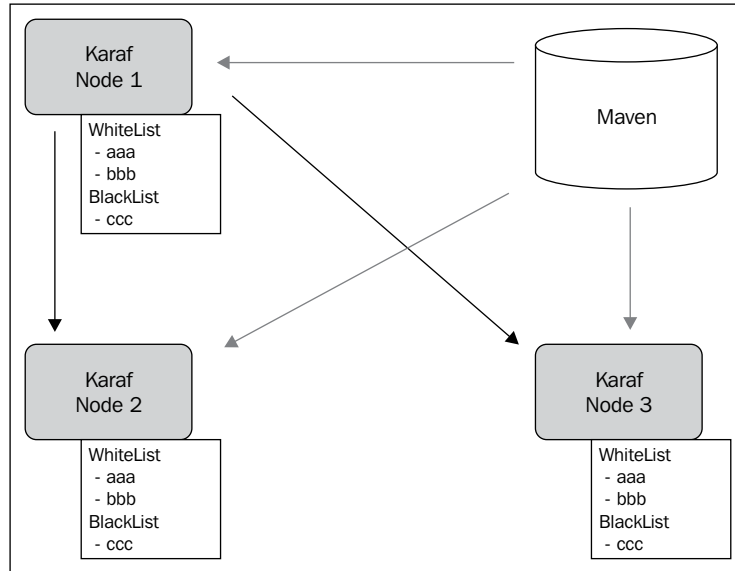 Karaf
Node 1
WhiteList
- aaa
- bbb
BlackList
- ccc
Maven
Karaf
Node 2
WhiteList
- aaa
- bbb
BlackList
- ccc
Karaf
Node 3
WhiteList
- aaa
- bbb
BlackList
- ccc